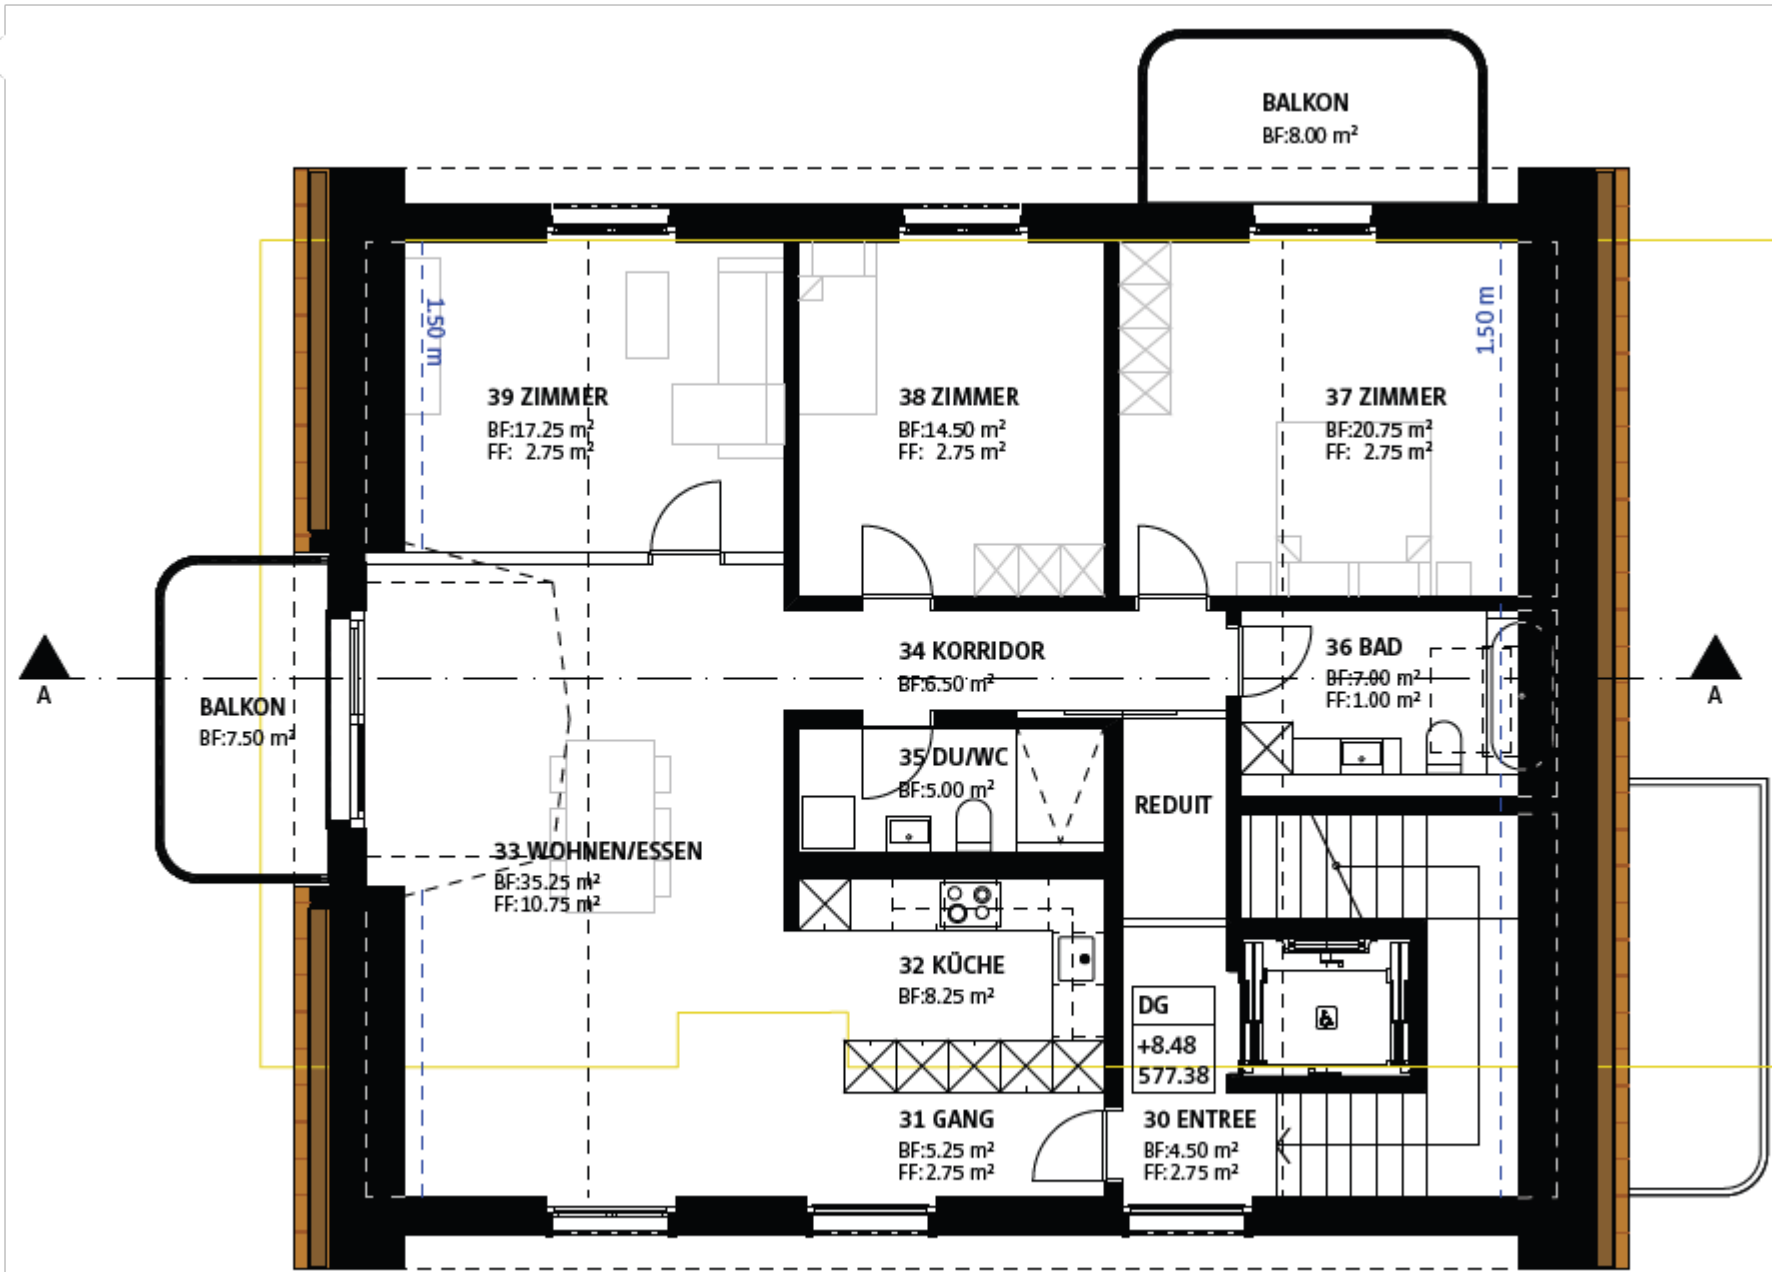 BALKON
BF:8.00 m²
1.50 m
1.50 m
39 ZIMMER
BF:17.25 m²
FF: 2.75 m²
38 ZIMMER
BF:14.50 m²
FF: 2.75 m²
37 ZIMMER
BF:20.75 m²
FF: 2.75 m²
34 KORRIDOR
BF:6.50 m²
36 BAD
BF:7.00 m²
FF:1.00 m²
A
A
BALKON
BF:7.50 m²
35 DU/WC
BF:5.00 m²
REDUIT
33 WOHNEN/ESSEN
BF:35.25 m²
FF:10.75 m²
32 KÜCHE
BF:8.25 m²
DG
+8.48
577.38
31 GANG
BF:5.25 m²
FF:2.75 m²
30 ENTREE
BF:4.50 m²
FF:2.75 m²